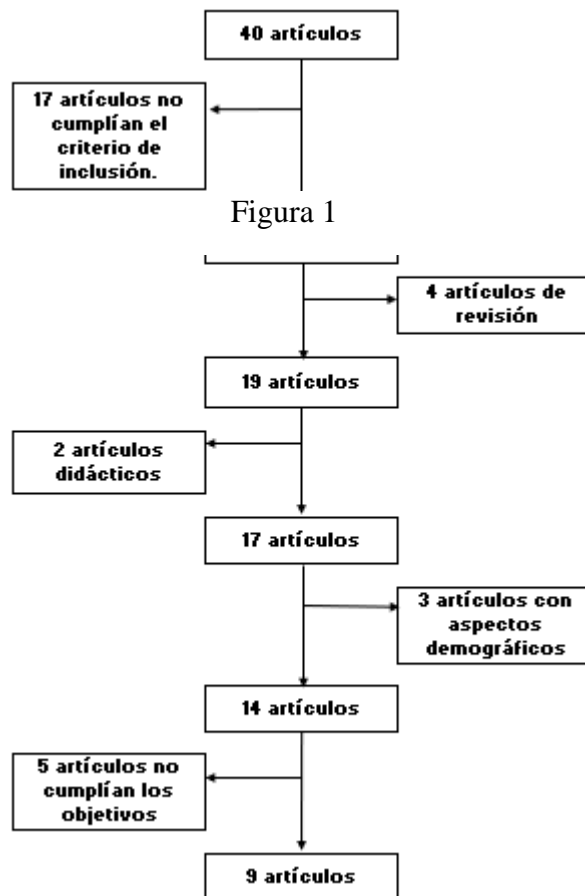 40 artículos
17 artículos no
cumplían el
criterio de
inclusión.
Figura 1
4 artículos de
revisión
19 artículos
2 artículos
didácticos
17 artículos
3 artículos con
aspectos
demográficos
14 artículos
5 artículos no
cumplían los
objetivos
9 artículos